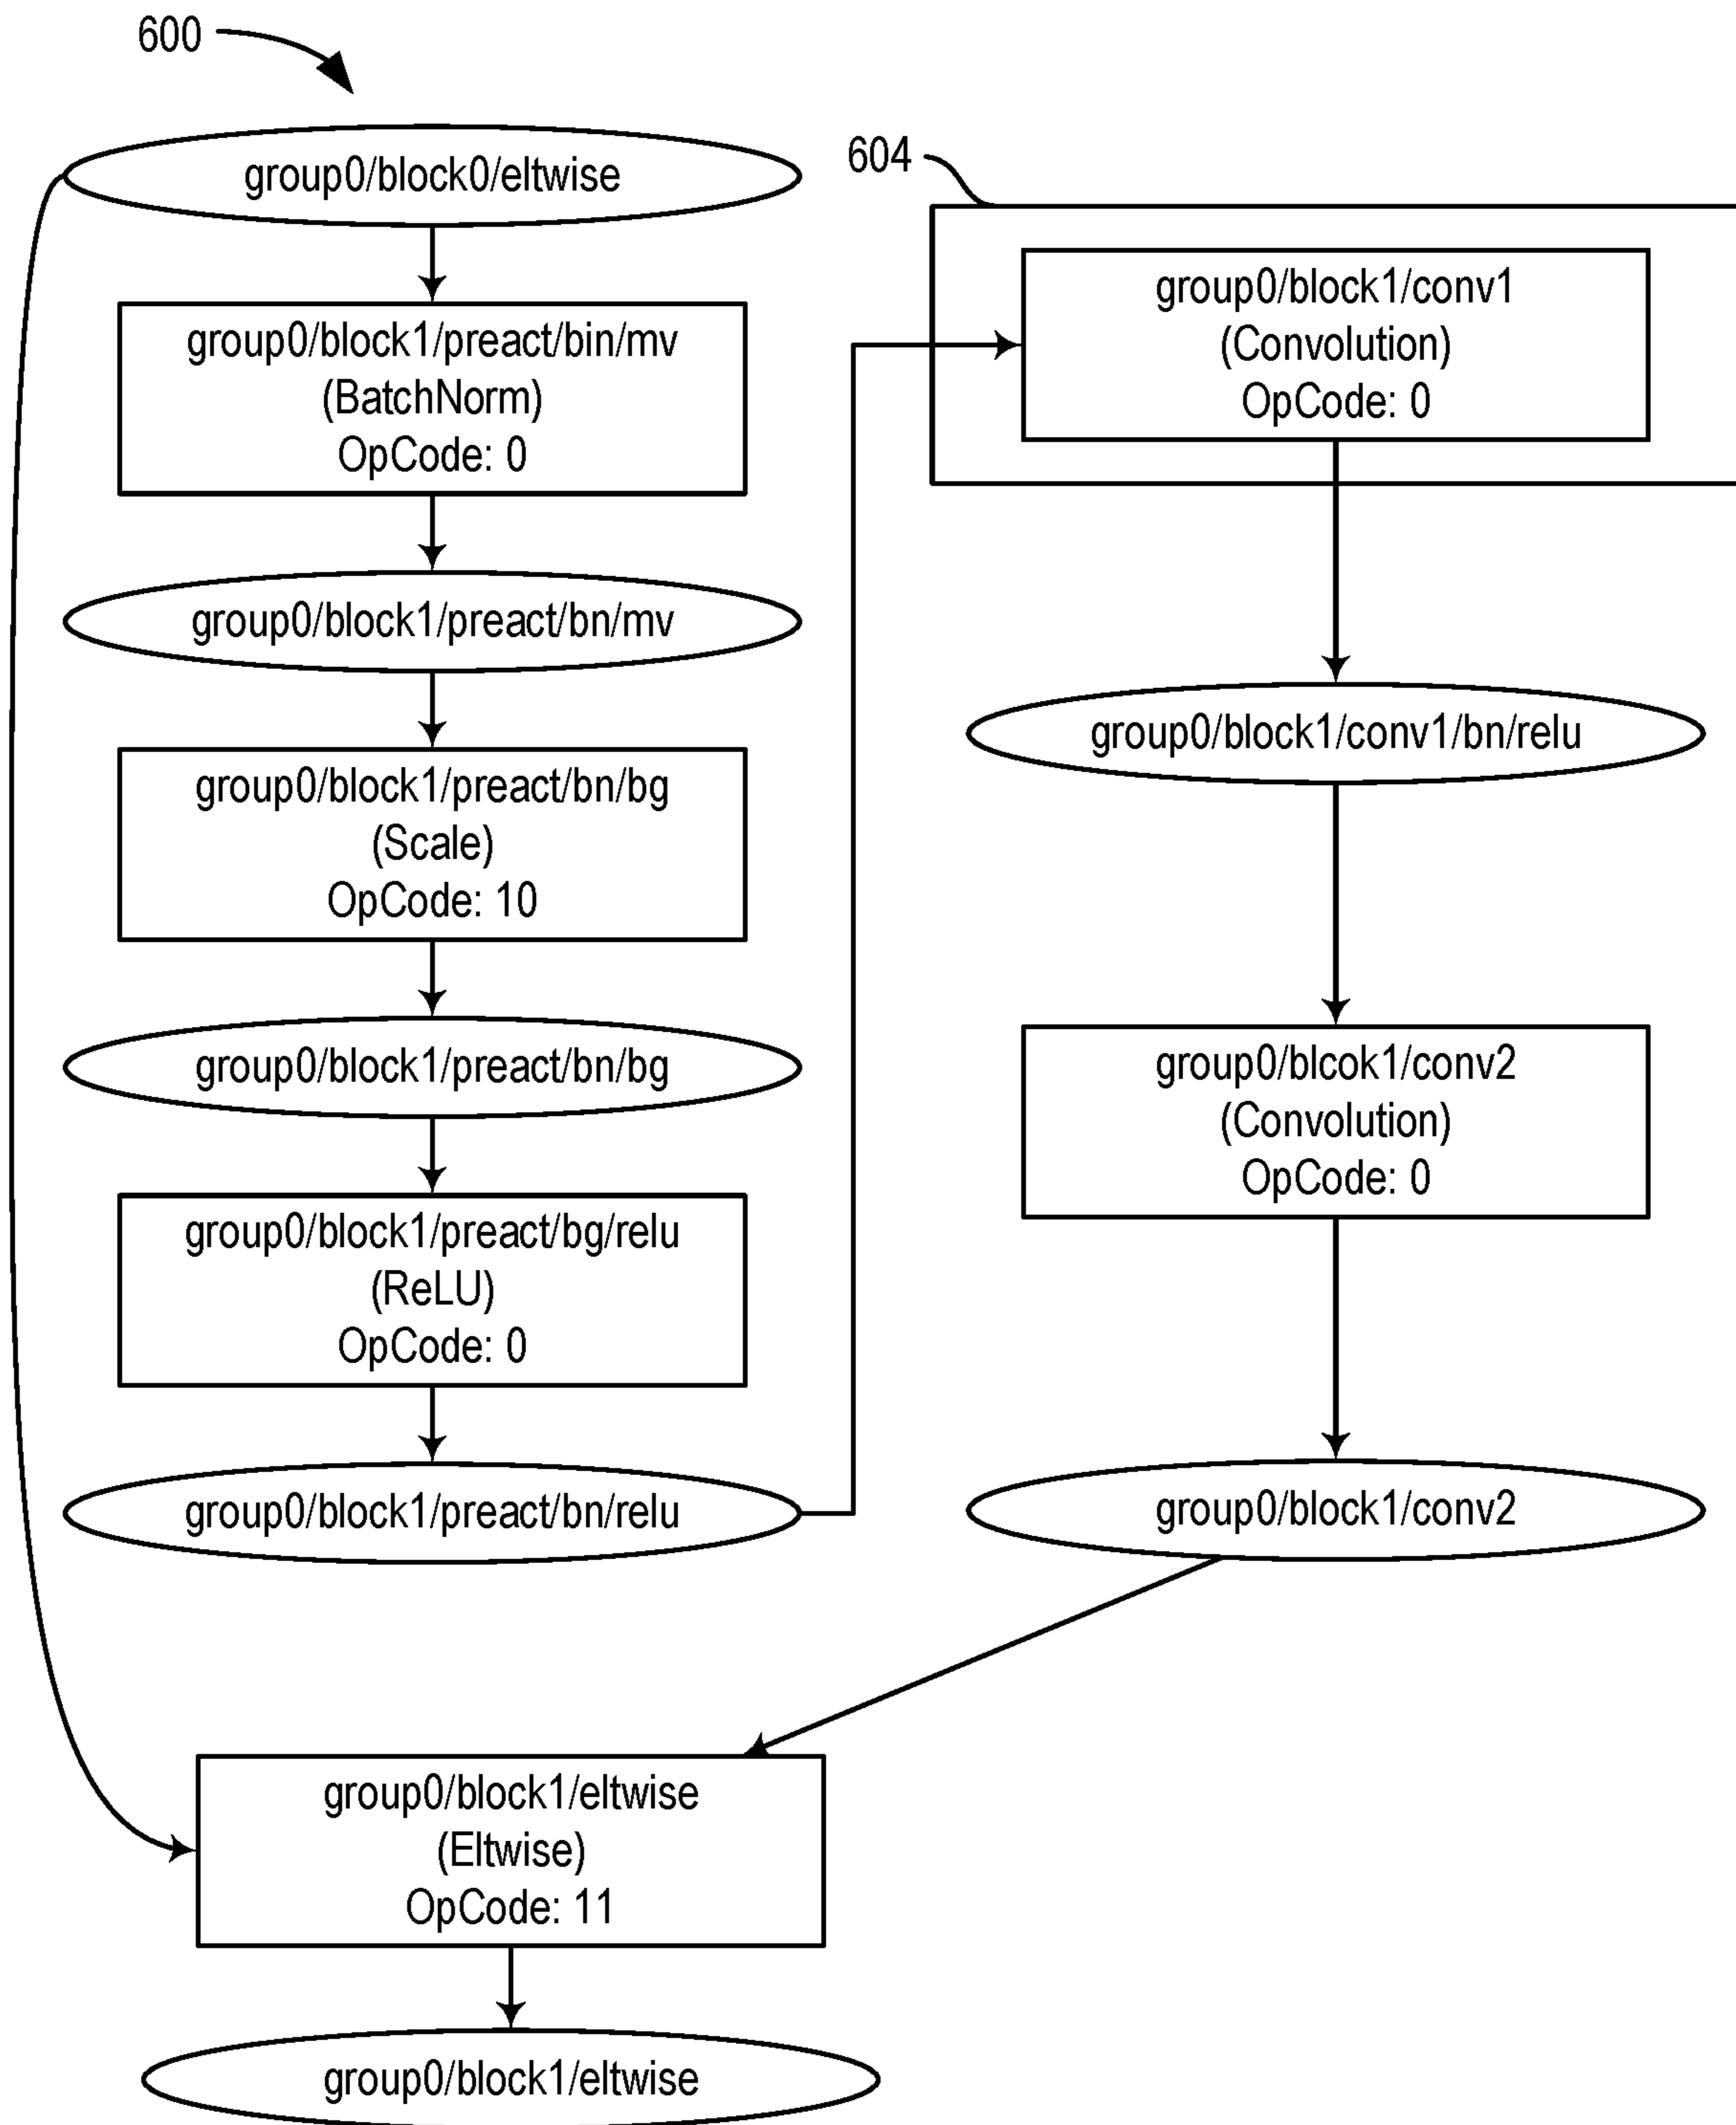 600
group0/block0/eltwise
group0/block1/preact/bin/mv
(BatchNorm)
OpCode: 0
group0/block1/preact/bn/mv
group0/block1/preact/bn/bg
(Scale)
OpCode: 10
group0/block1/preact/bn/bg
group0/block1/preact/bg/relu
(ReLU)
OpCode: 0
group0/block1/preact/bn/relu
604
group0/block1/conv1
(Convolution)
OpCode: 0
group0/block1/conv1/bn/relu
group0/blcok1/conv2
(Convolution)
OpCode: 0
group0/block1/conv2
group0/block1/eltwise
(Eltwise)
OpCode: 11
group0/block1/eltwise